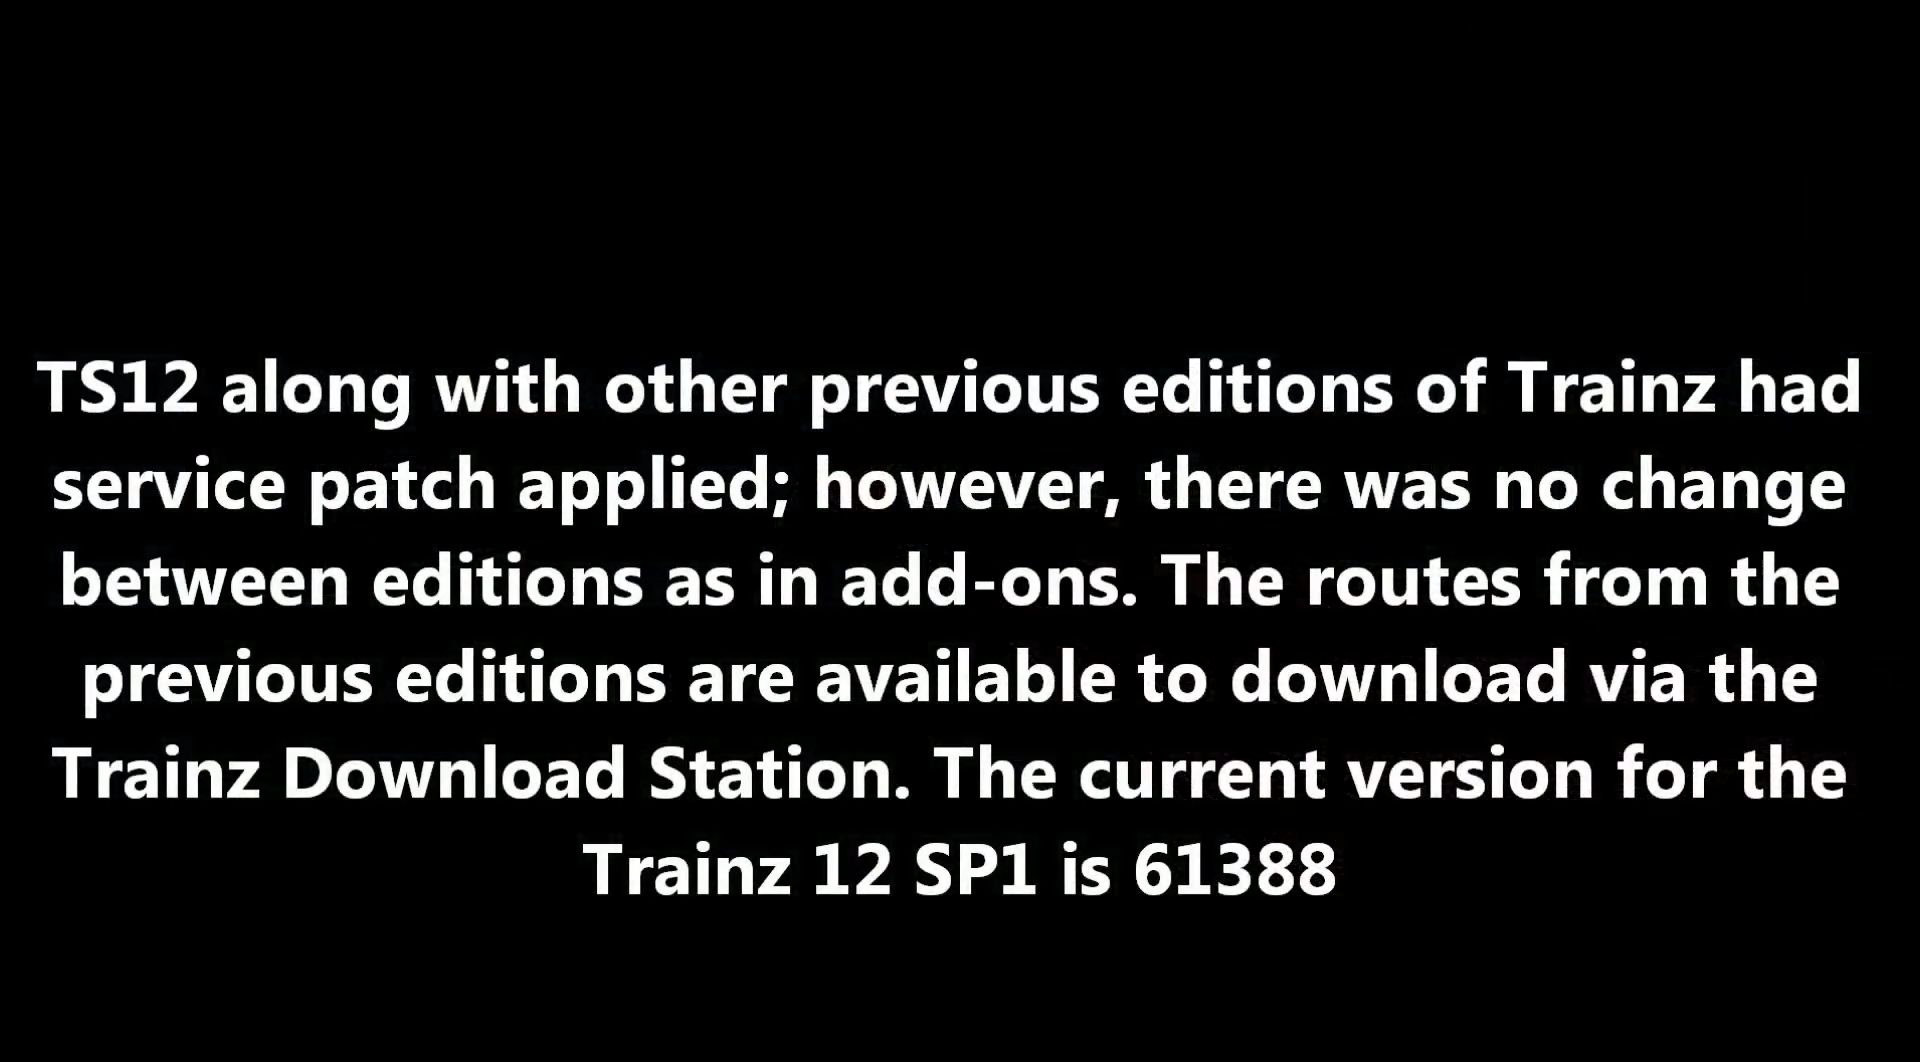 TS12 along with other previous editions of Trainz had
service patch applied; however, there was no change
between editions as in add-ons. The routes from the
previous editions are available to download via the
Trainz Download Station. The current version for the
Trainz 12 SP1 is 61388